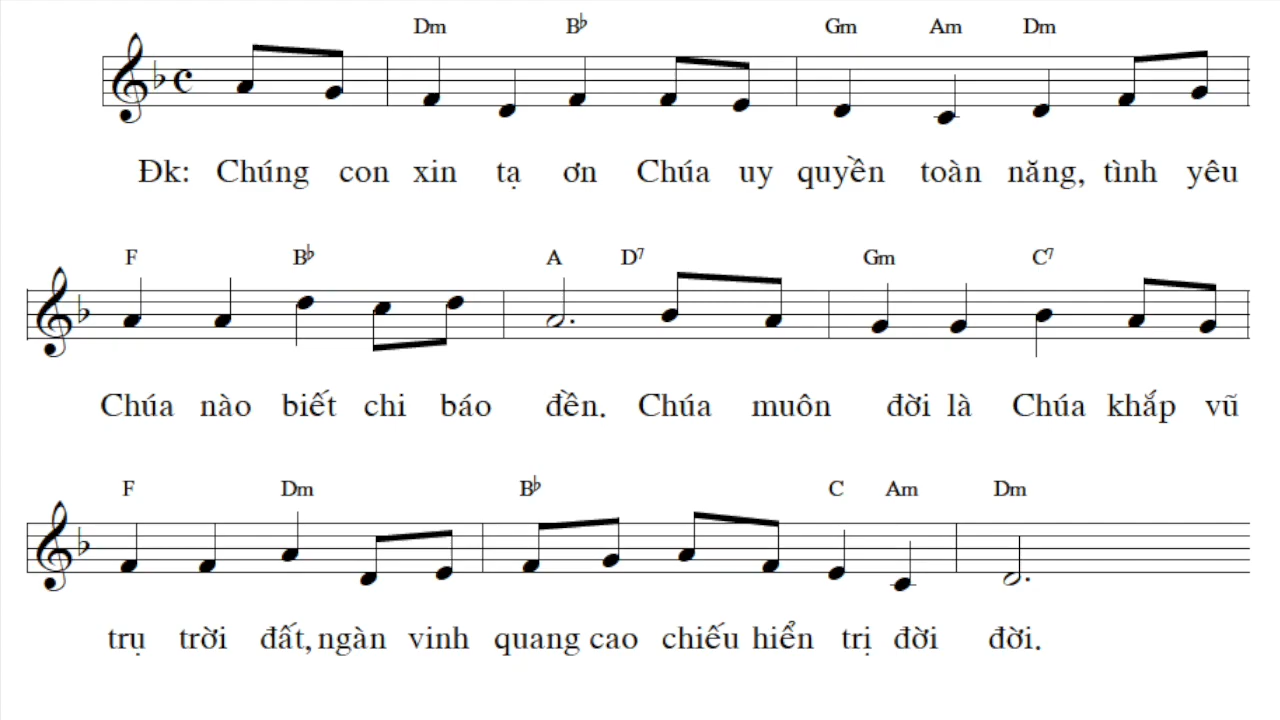 Dm B♭ Gm Am Dm
Đk: Chúng con xin tạ ơn Chúa uy quyền toàn năng, tình yêu
F B♭ A D7 Gm C7
Chúa nào biết chi báo đền. Chúa muôn đời là Chúa khắp vũ
F Dm B♭ C Am Dm
trụ trời đất, ngàn vinh quang cao chiếu hiển trị đời đời.